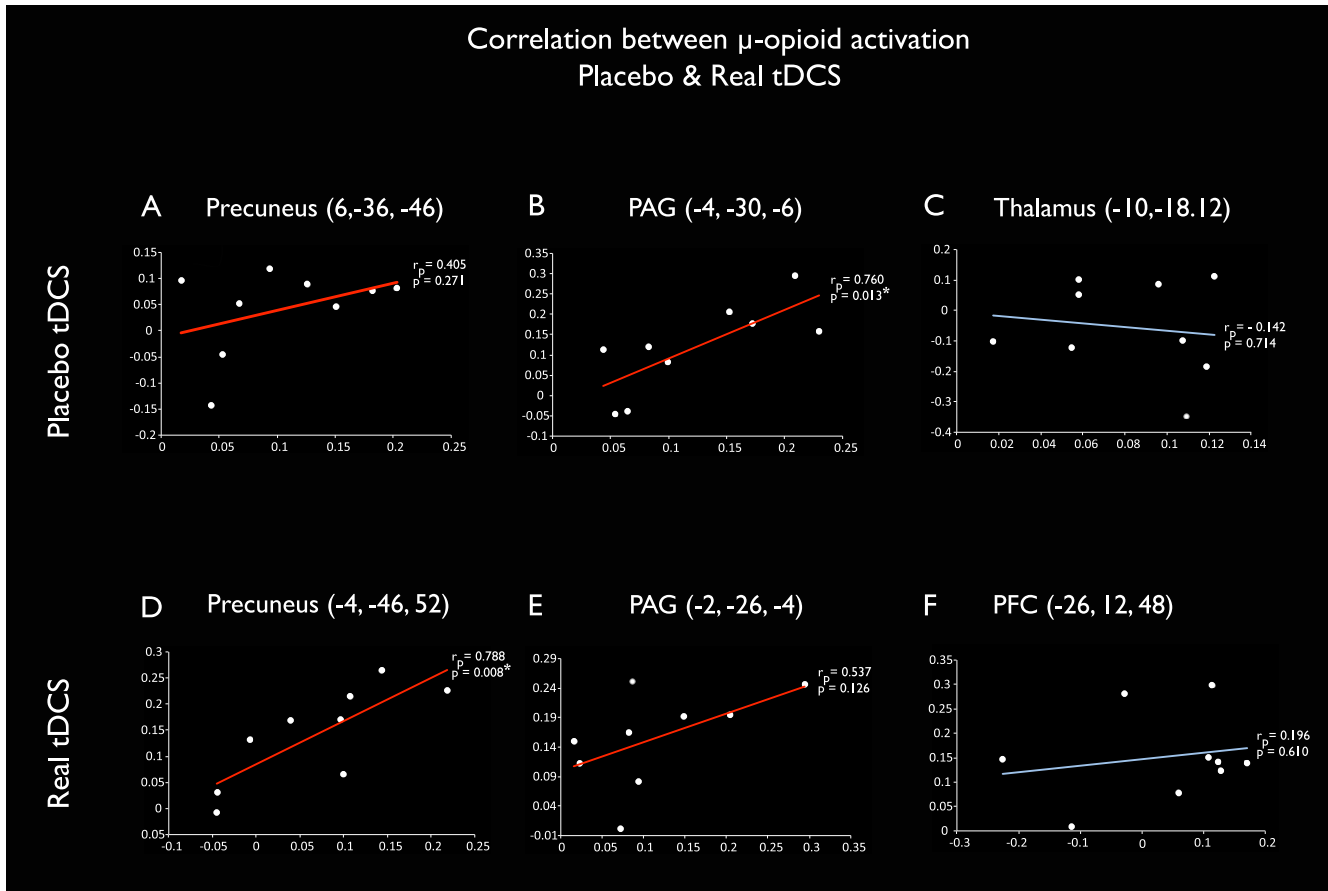 Correlation between μ-opioid activation
Placebo & Real tDCS
Placebo tDCS
A Precuneus (6,-36, -46)
0.15
0.1
0.05
0
-0.05
-0.1
-0.15
-0.2
0 0.05 0.1 0.15 0.2 0.25
rp = 0.405
p = 0.271
B PAG (-4, -30, -6)
0.35
0.3
0.25
0.2
0.15
0.1
0.05
0
-0.05
-0.1
0 0.05 0.1 0.15 0.2 0.25
rp = 0.760
p = 0.013*
C Thalamus (-10,-18.12)
0.2
0.1
0
-0.1
-0.2
-0.3
-0.4
0 0.02 0.04 0.06 0.08 0.1 0.12 0.14
rp = - 0.142
p = 0.714
Real tDCS
D Precuneus (-4, -46, 52)
0.3
0.25
0.2
0.15
0.1
0.05
0
0.05
-0.1 -0.05 0 0.05 0.1 0.15 0.2 0.25
rp = 0.788
p = 0.008*
E PAG (-2, -26, -4)
0.29
0.24
0.19
0.14
0.09
0.04
-0.01
0 0.05 0.1 0.15 0.2 0.25 0.3 0.35
rp = 0.537
p = 0.126
F PFC (-26, 12, 48)
0.35
0.3
0.25
0.2
0.15
0.1
0.05
0
-0.3 -0.2 -0.1 0 0.1 0.2
rp = 0.196
p = 0.610